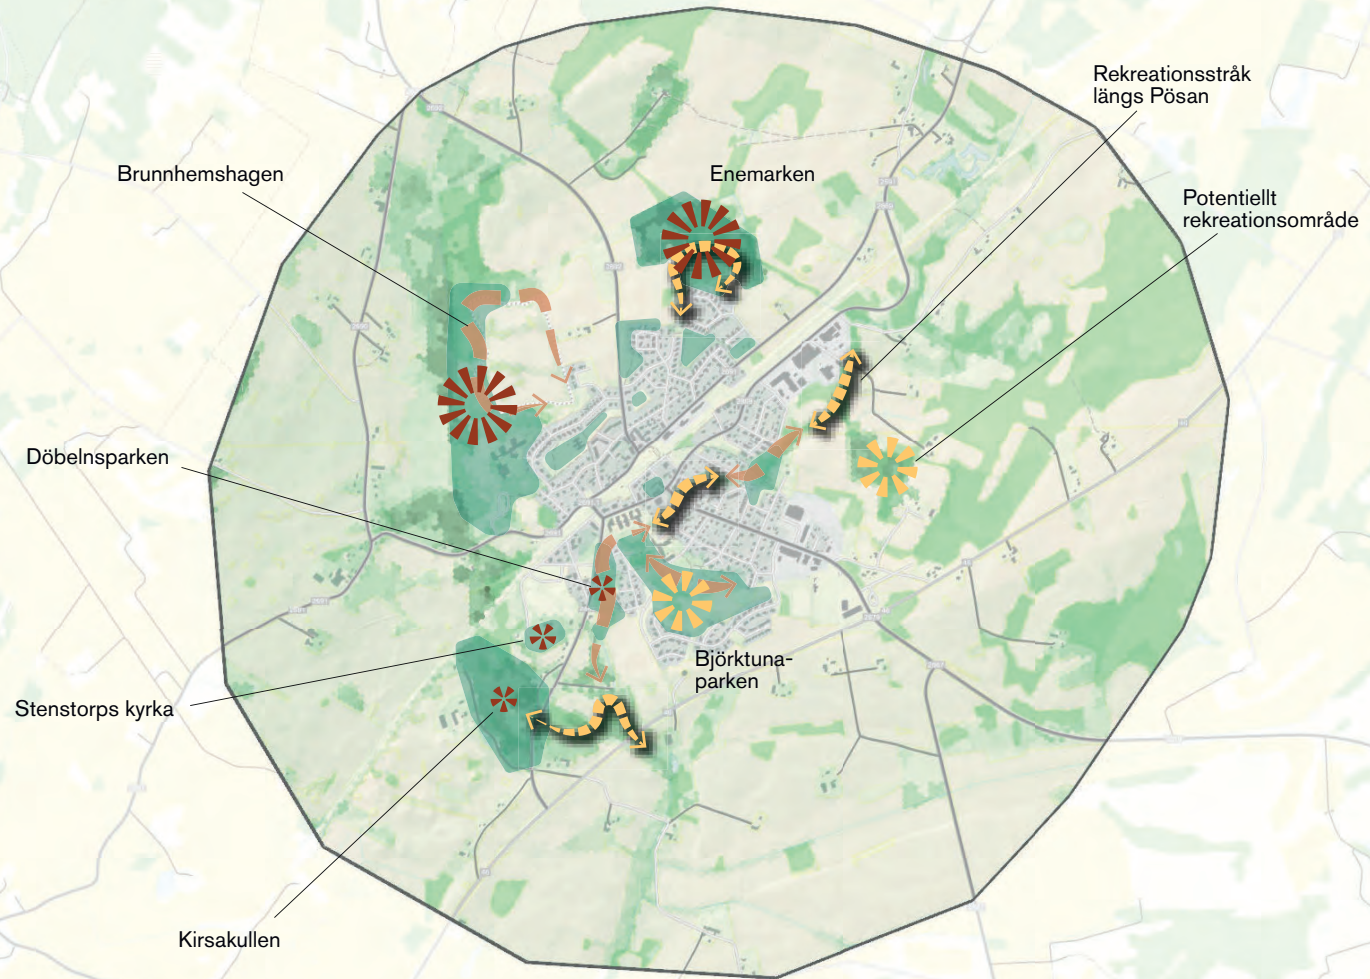 Rekreationsstråk
längs Pösan
Brunnhemshagen
Enemarken
Potentiellt
rekreationsområde
Döbelnsparken
Björktuna-
parken
Stenstorps kyrka
Kirsakullen